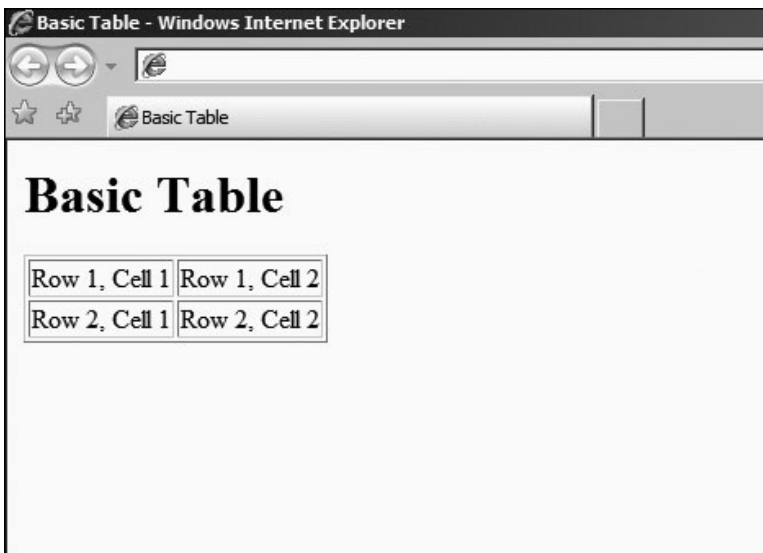 Basic Table - Windows Internet Explorer
Basic Table
Basic Table
Row 1, Cell 1 Row 1, Cell 2
Row 2, Cell 1 Row 2, Cell 2